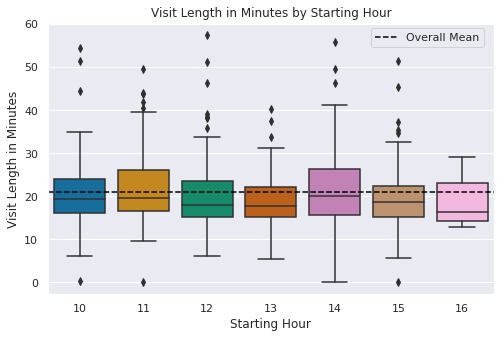 Visit Length in Minutes by Starting Hour
Overall Mean
Visit Length in Minutes
60
50
40
30
20
10
0
10 11 12 13 14 15 16
Starting Hour